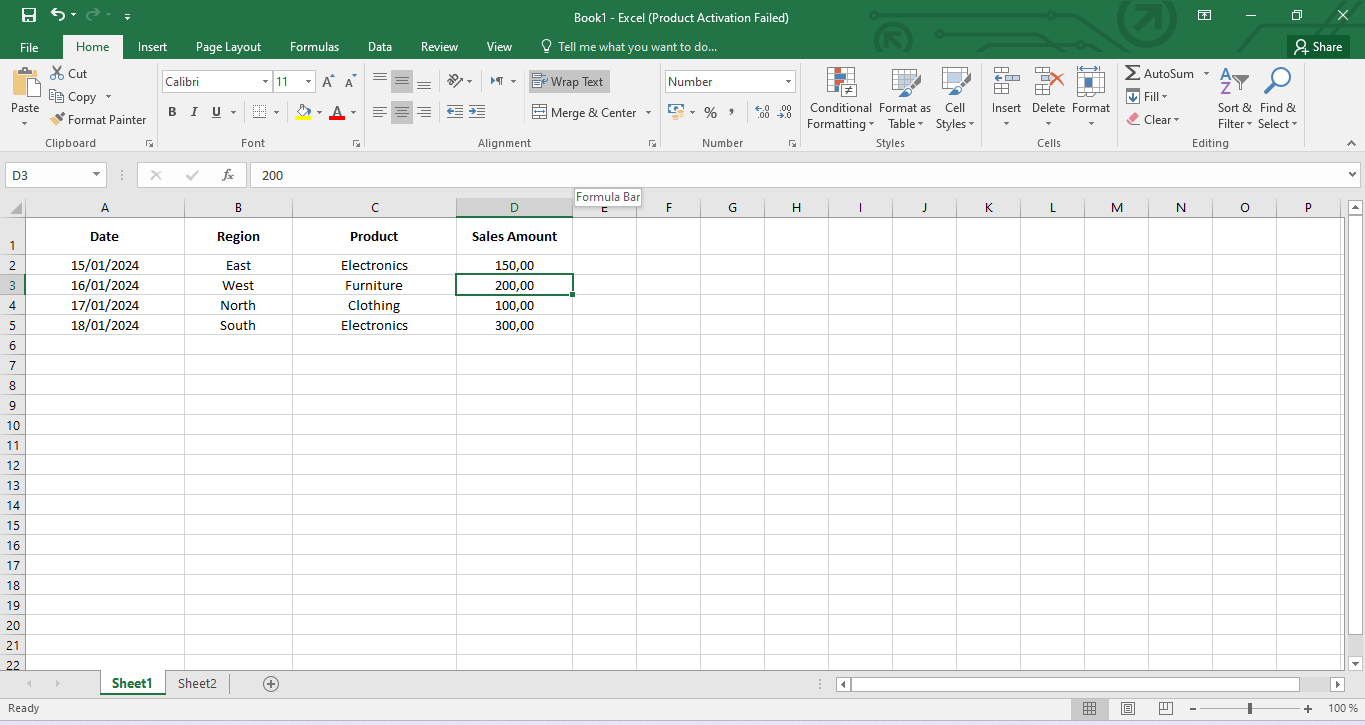 Book1 - Excel (Product Activation Failed)
File Home Insert Page Layout Formulas Data Review View Tell me what you want to do... Share
Paste
Cut
Copy
Format Painter
Clipboard
Calibri 11 A A
B I U A
Font
Wrap Text
Merge & Center
Alignment
Number
% , ,00 ,0
Number
Conditional Formatting
Format as Table
Cell Styles
Styles
Insert Delete Format
Cells
AutoSum
Fill
Clear
Sort & Filter
Find & Select
Editing
D3 fx 200
Formula Bar
A B C D E F G H I J K L M N O P
1 Date Region Product Sales Amount
2 15/01/2024 East Electronics 150,00
3 16/01/2024 West Furniture 200,00
4 17/01/2024 North Clothing 100,00
5 18/01/2024 South Electronics 300,00
6
7
8
9
10
11
12
13
14
15
16
17
18
19
20
21
22
Sheet1 Sheet2
Ready 100 %